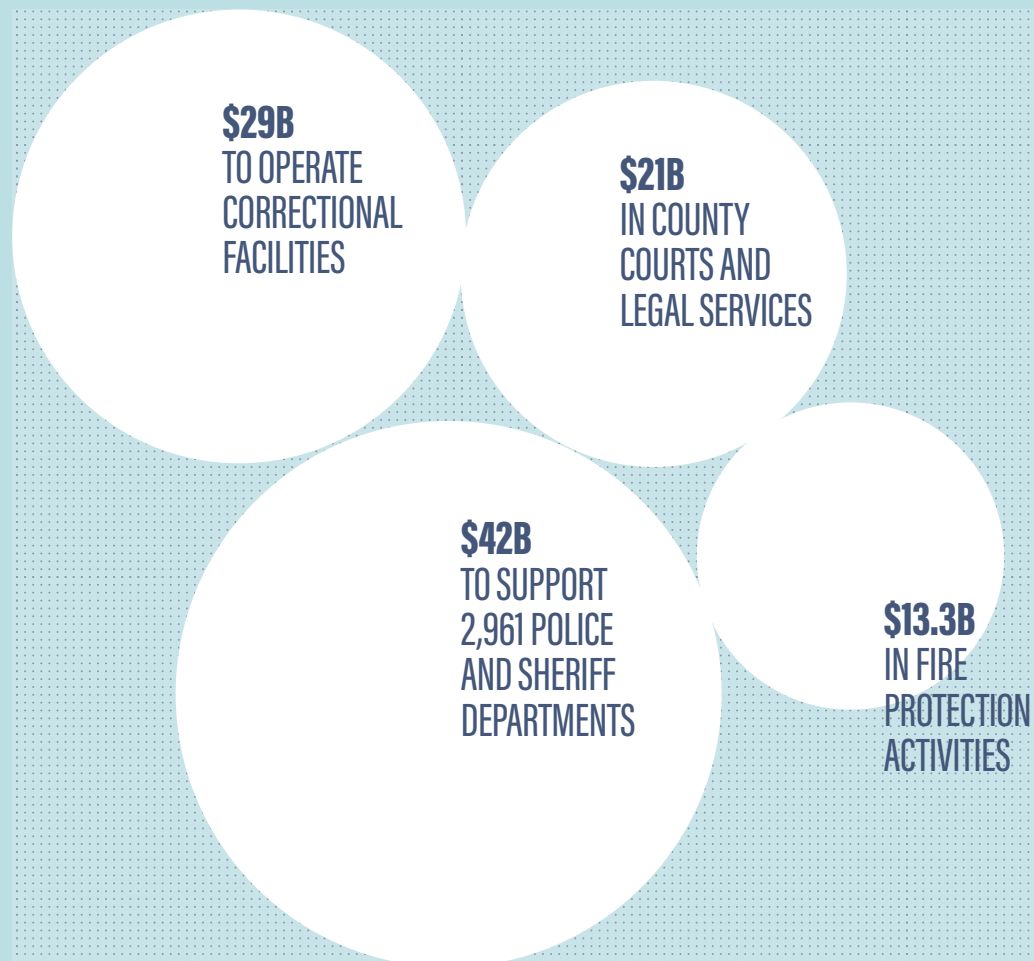 $29B
TO OPERATE
CORRECTIONAL
FACILITIES
$21B
IN COUNTY
COURTS AND
LEGAL SERVICES
$42B
TO SUPPORT
2,961 POLICE
AND SHERIFF
DEPARTMENTS
$13.3B
IN FIRE
PROTECTION
ACTIVITIES